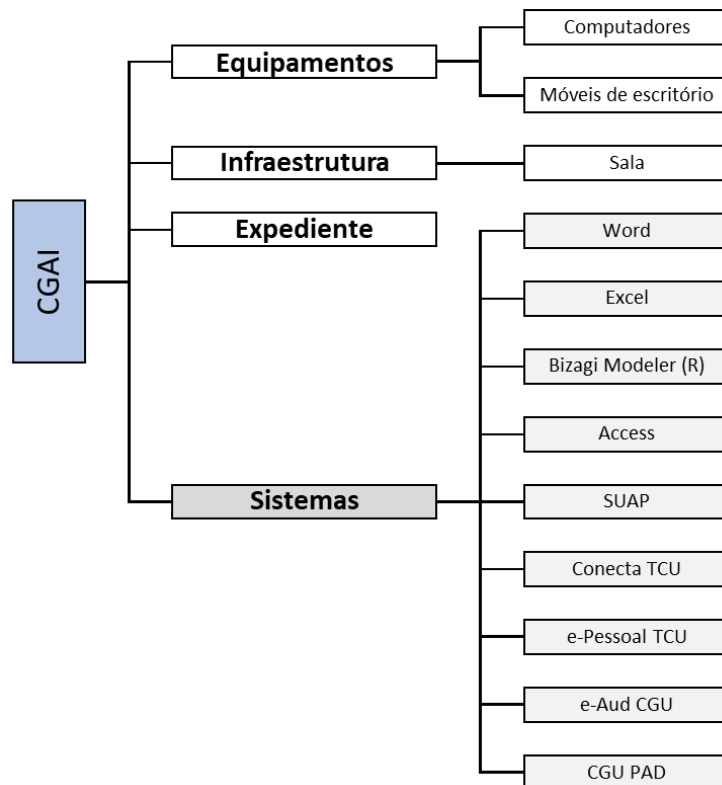 CGAI
Equipamentos
Computadores
Móveis de escritório
Infraestrutura
Sala
Expediente
Sistemas
Word
Excel
Bizagi Modeler (R)
Access
SUAP
Conecta TCU
e-Pessoal TCU
e-Aud CGU
CGU PAD